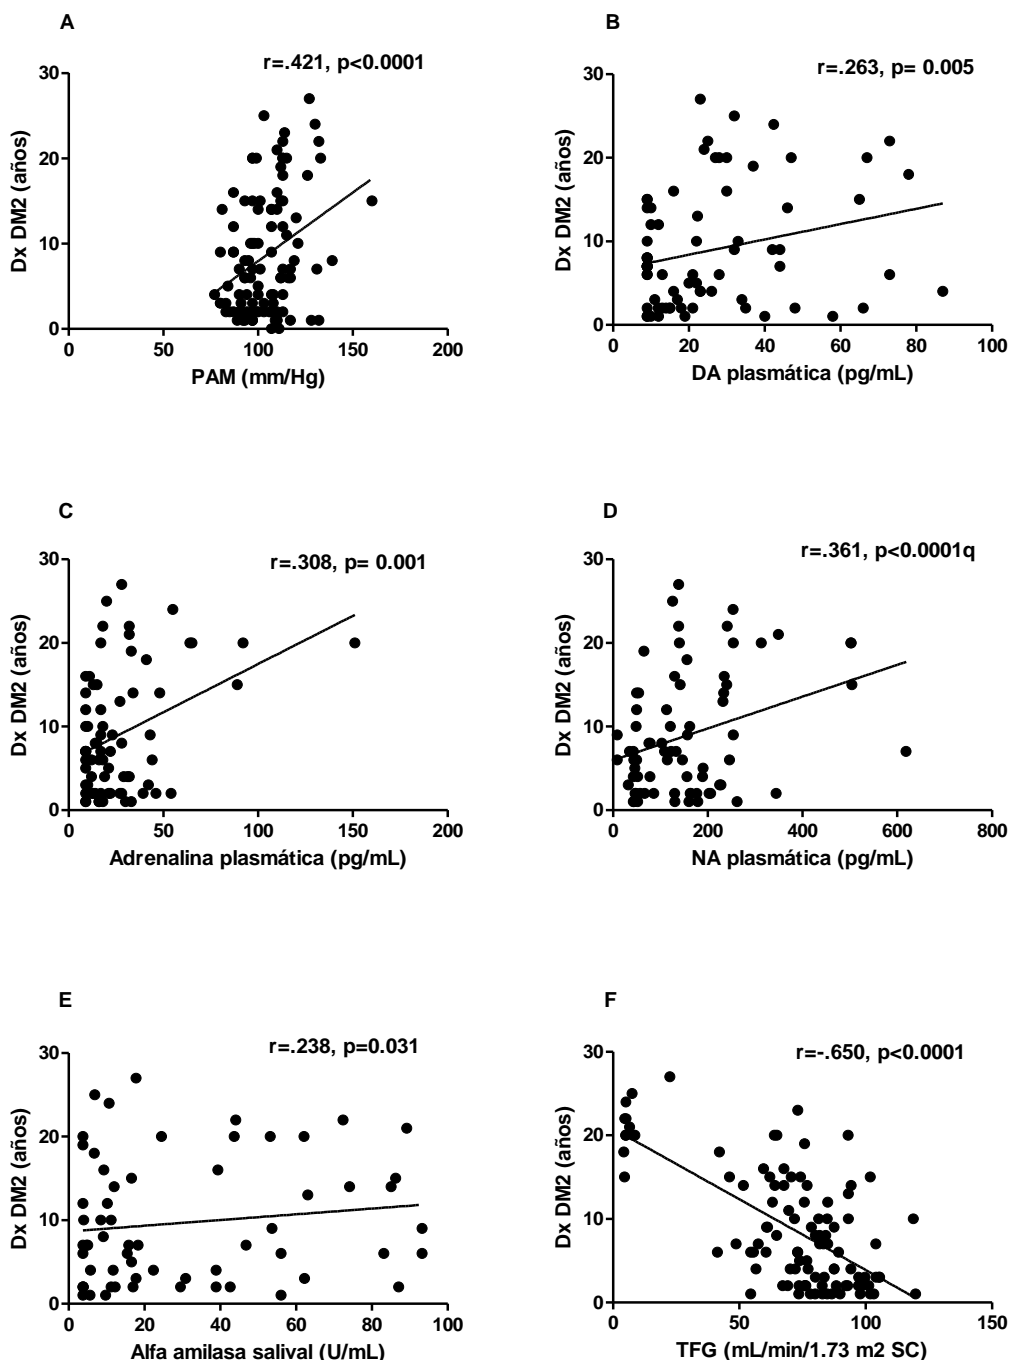 A
r=.421, p<0.0001
30
20
10
0
Dx DM2 (años)
0 50 100 150 200
PAM (mm/Hg)
B
r=.263, p= 0.005
30
20
10
0
Dx DM2 (años)
0 20 40 60 80 100
DA plasmática (pg/mL)
C
r=.308, p= 0.001
30
20
10
0
Dx DM2 (años)
0 50 100 150 200
Adrenalina plasmática (pg/mL)
D
r=.361, p<0.0001q
30
20
10
0
Dx DM2 (años)
0 200 400 600 800
NA plasmática (pg/mL)
E
r=.238, p=0.031
30
20
10
0
Dx DM2 (años)
0 20 40 60 80 100
Alfa amilasa salival (U/mL)
F
r=-.650, p<0.0001
30
20
10
0
Dx DM2 (años)
0 50 100 150
TFG (mL/min/1.73 m2 SC)